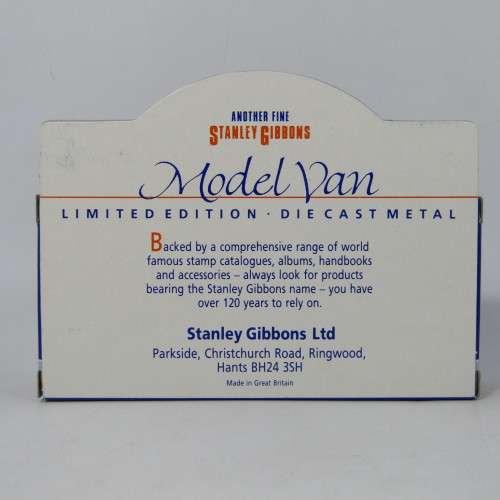 ANOTHER FINE
STANLEY GIBBONS
Model Van
LIMITED EDITION · DIE CAST METAL
Backed by a comprehensive range of world
famous stamp catalogues, albums, handbooks
and accessories – always look for products
bearing the Stanley Gibbons name – you have
over 120 years to rely on.
Stanley Gibbons Ltd
Parkside, Christchurch Road, Ringwood,
Hants BH24 3SH
Made in Great Britain